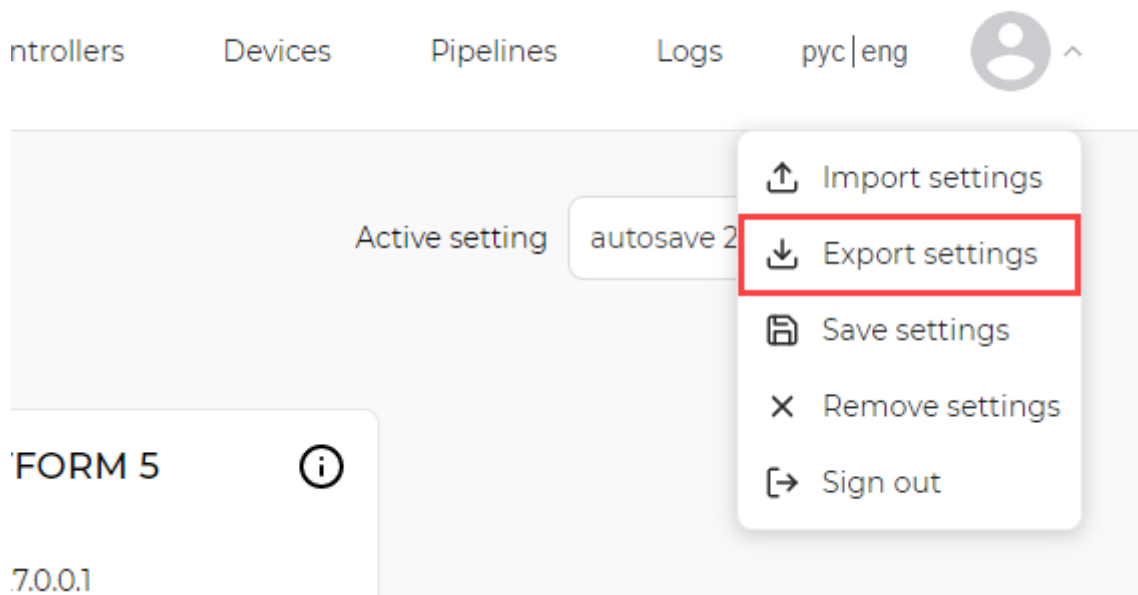 ntrollers Devices Pipelines Logs рус|eng
Import settings
Active setting autosave 2
Export settings
Save settings
Remove settings
FORM 5
Sign out
7.0.0.1